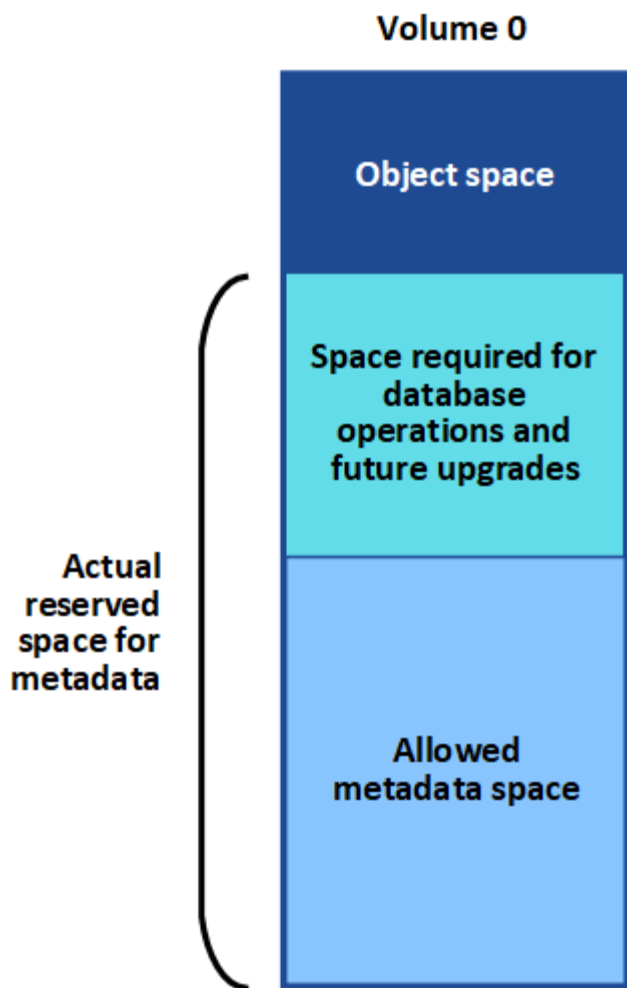 Volume 0
Object space
Space required for
database
operations and
future upgrades
Actual
reserved
space for
metadata
Allowed
metadata space